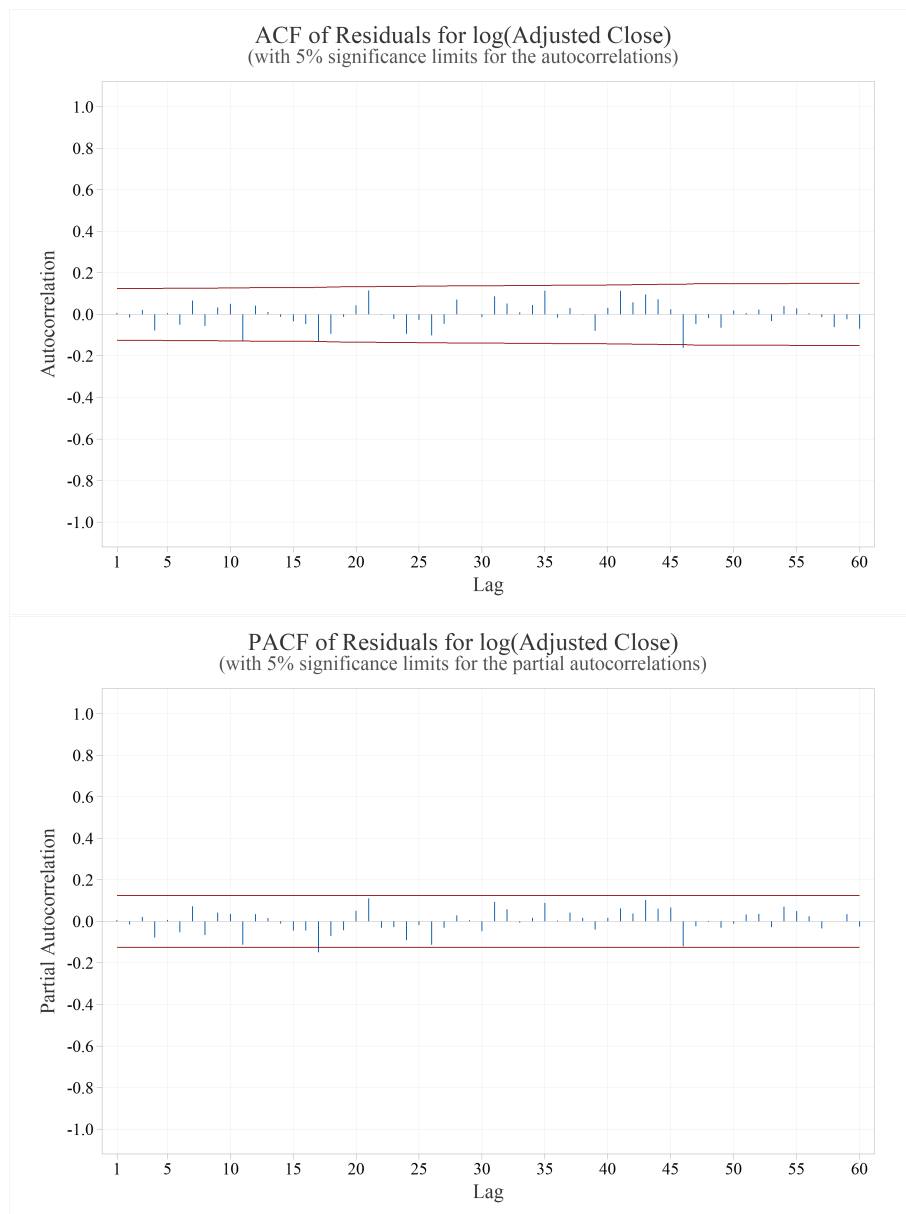 ACF of Residuals for log(Adjusted Close)
(with 5% significance limits for the autocorrelations)
Autocorrelation
1.0
0.8
0.6
0.4
0.2
0.0
-0.2
-0.4
-0.6
-0.8
-1.0
1 5 10 15 20 25 30 35 40 45 50 55 60
Lag
PACF of Residuals for log(Adjusted Close)
(with 5% significance limits for the partial autocorrelations)
Partial Autocorrelation
1.0
0.8
0.6
0.4
0.2
0.0
-0.2
-0.4
-0.6
-0.8
-1.0
1 5 10 15 20 25 30 35 40 45 50 55 60
Lag